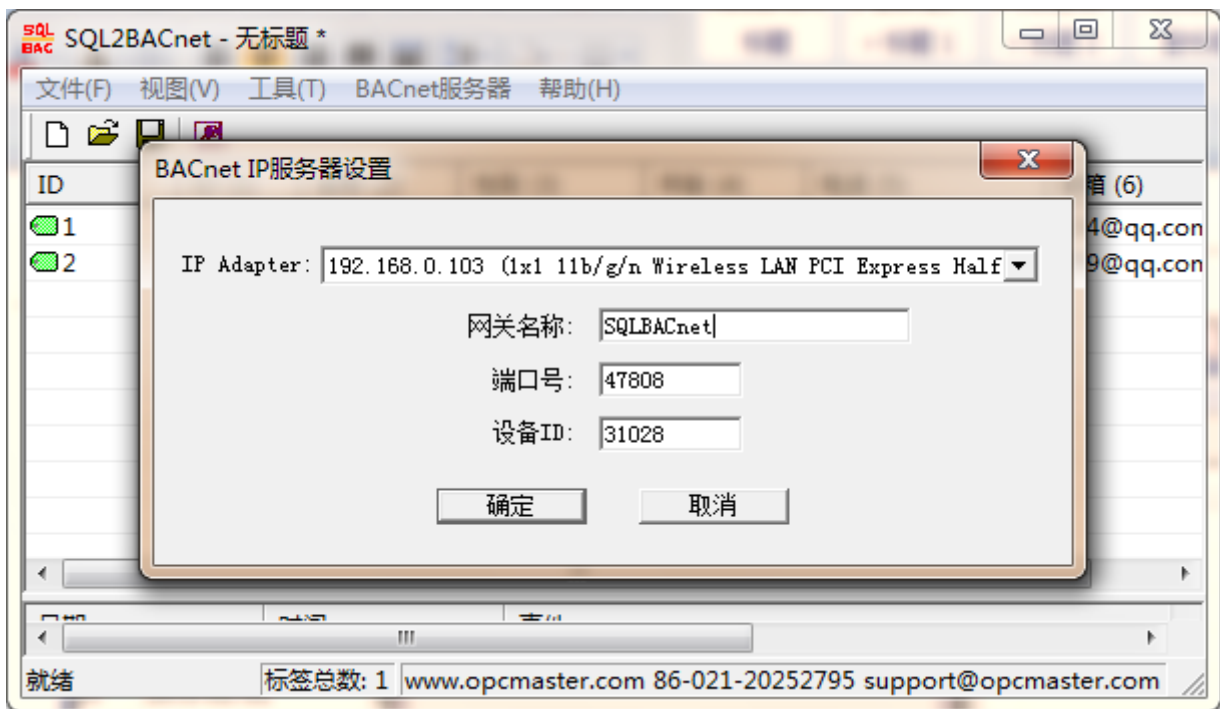 SQL
BAC
SQL2BACnet - 无标题 *
文件(F) 视图(V) 工具(T) BACnet服务器 帮助(H)
BACnet IP服务器设置
ID
箱 (6)
1
4@qq.con
2
9@qq.con
IP Adapter: 192.168.0.103 (1x1 11b/g/n Wireless LAN PCI Express Half
网关名称: SQLBACnet
端口号: 47808
设备ID: 31028
确定 取消
就绪 标签总数: 1 www.opcmaster.com 86-021-20252795 support@opcmaster.com